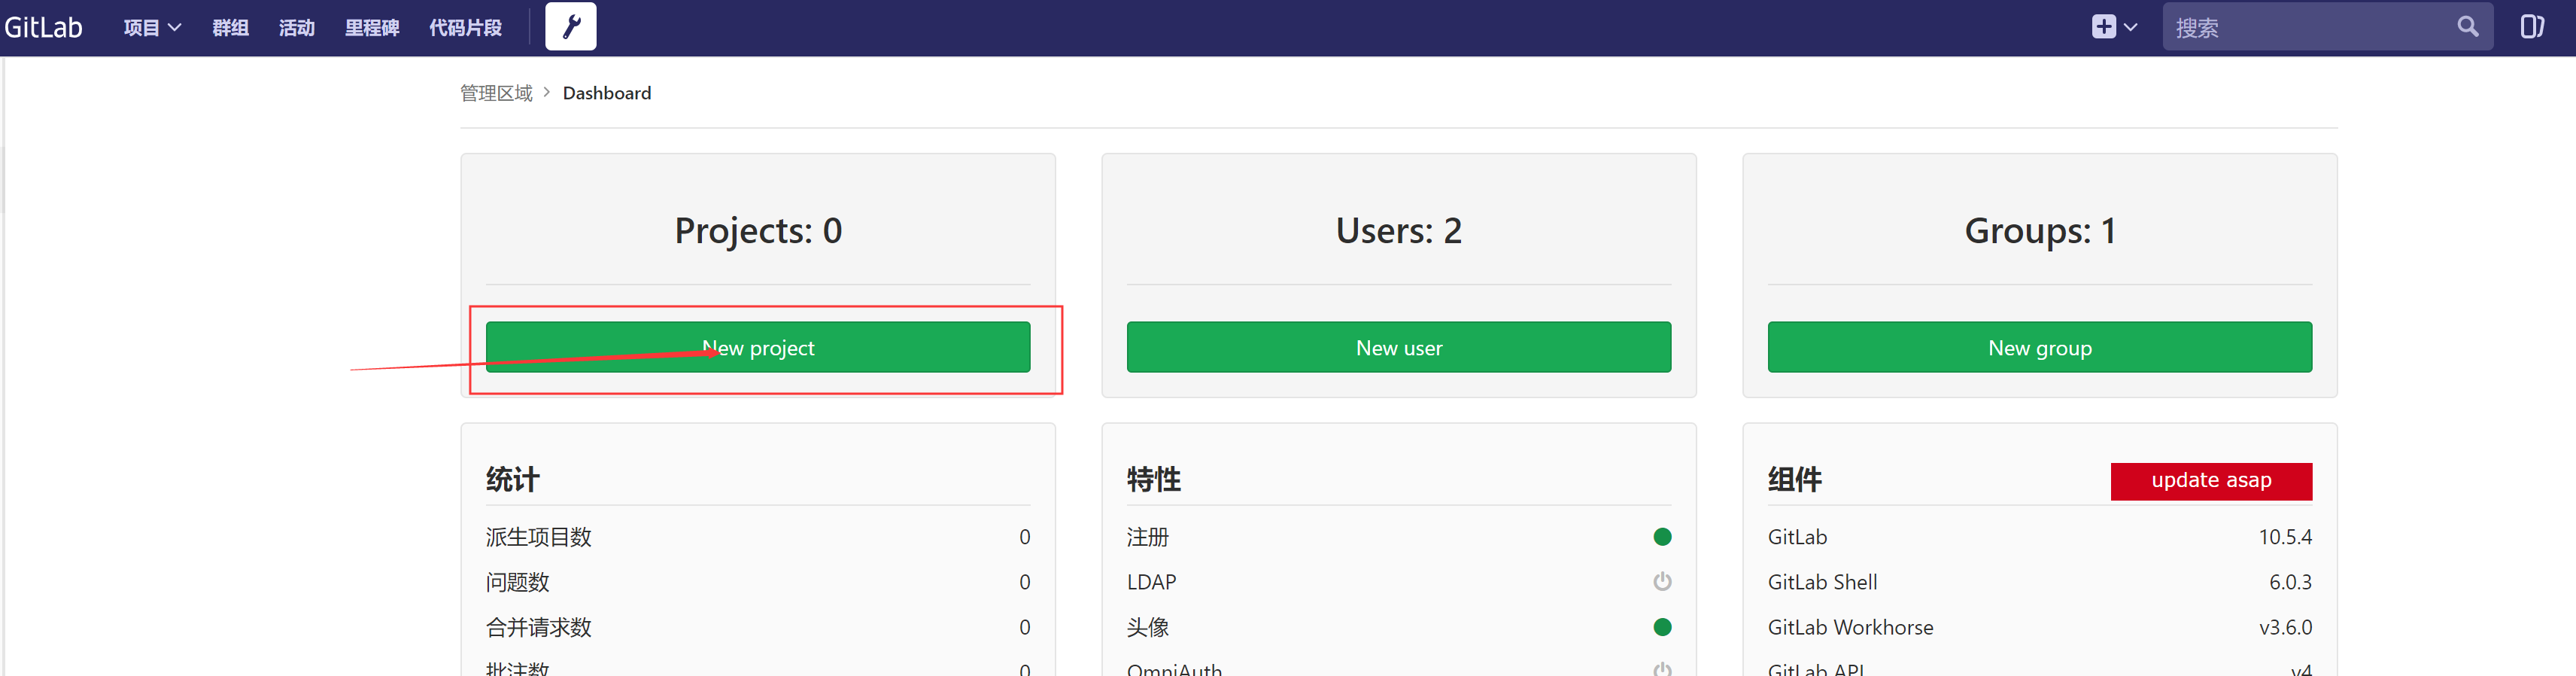 GitLab 项目 群组 活动 里程碑 代码片段 搜索
管理区域 > Dashboard
Projects: 0
New project
Users: 2
New user
Groups: 1
New group
统计
派生项目数 0
问题数 0
合并请求数 0
批注数 0
特性
注册
LDAP
头像
OmniAuth
组件 update asap
GitLab 10.5.4
GitLab Shell 6.0.3
GitLab Workhorse v3.6.0
GitLab API v4